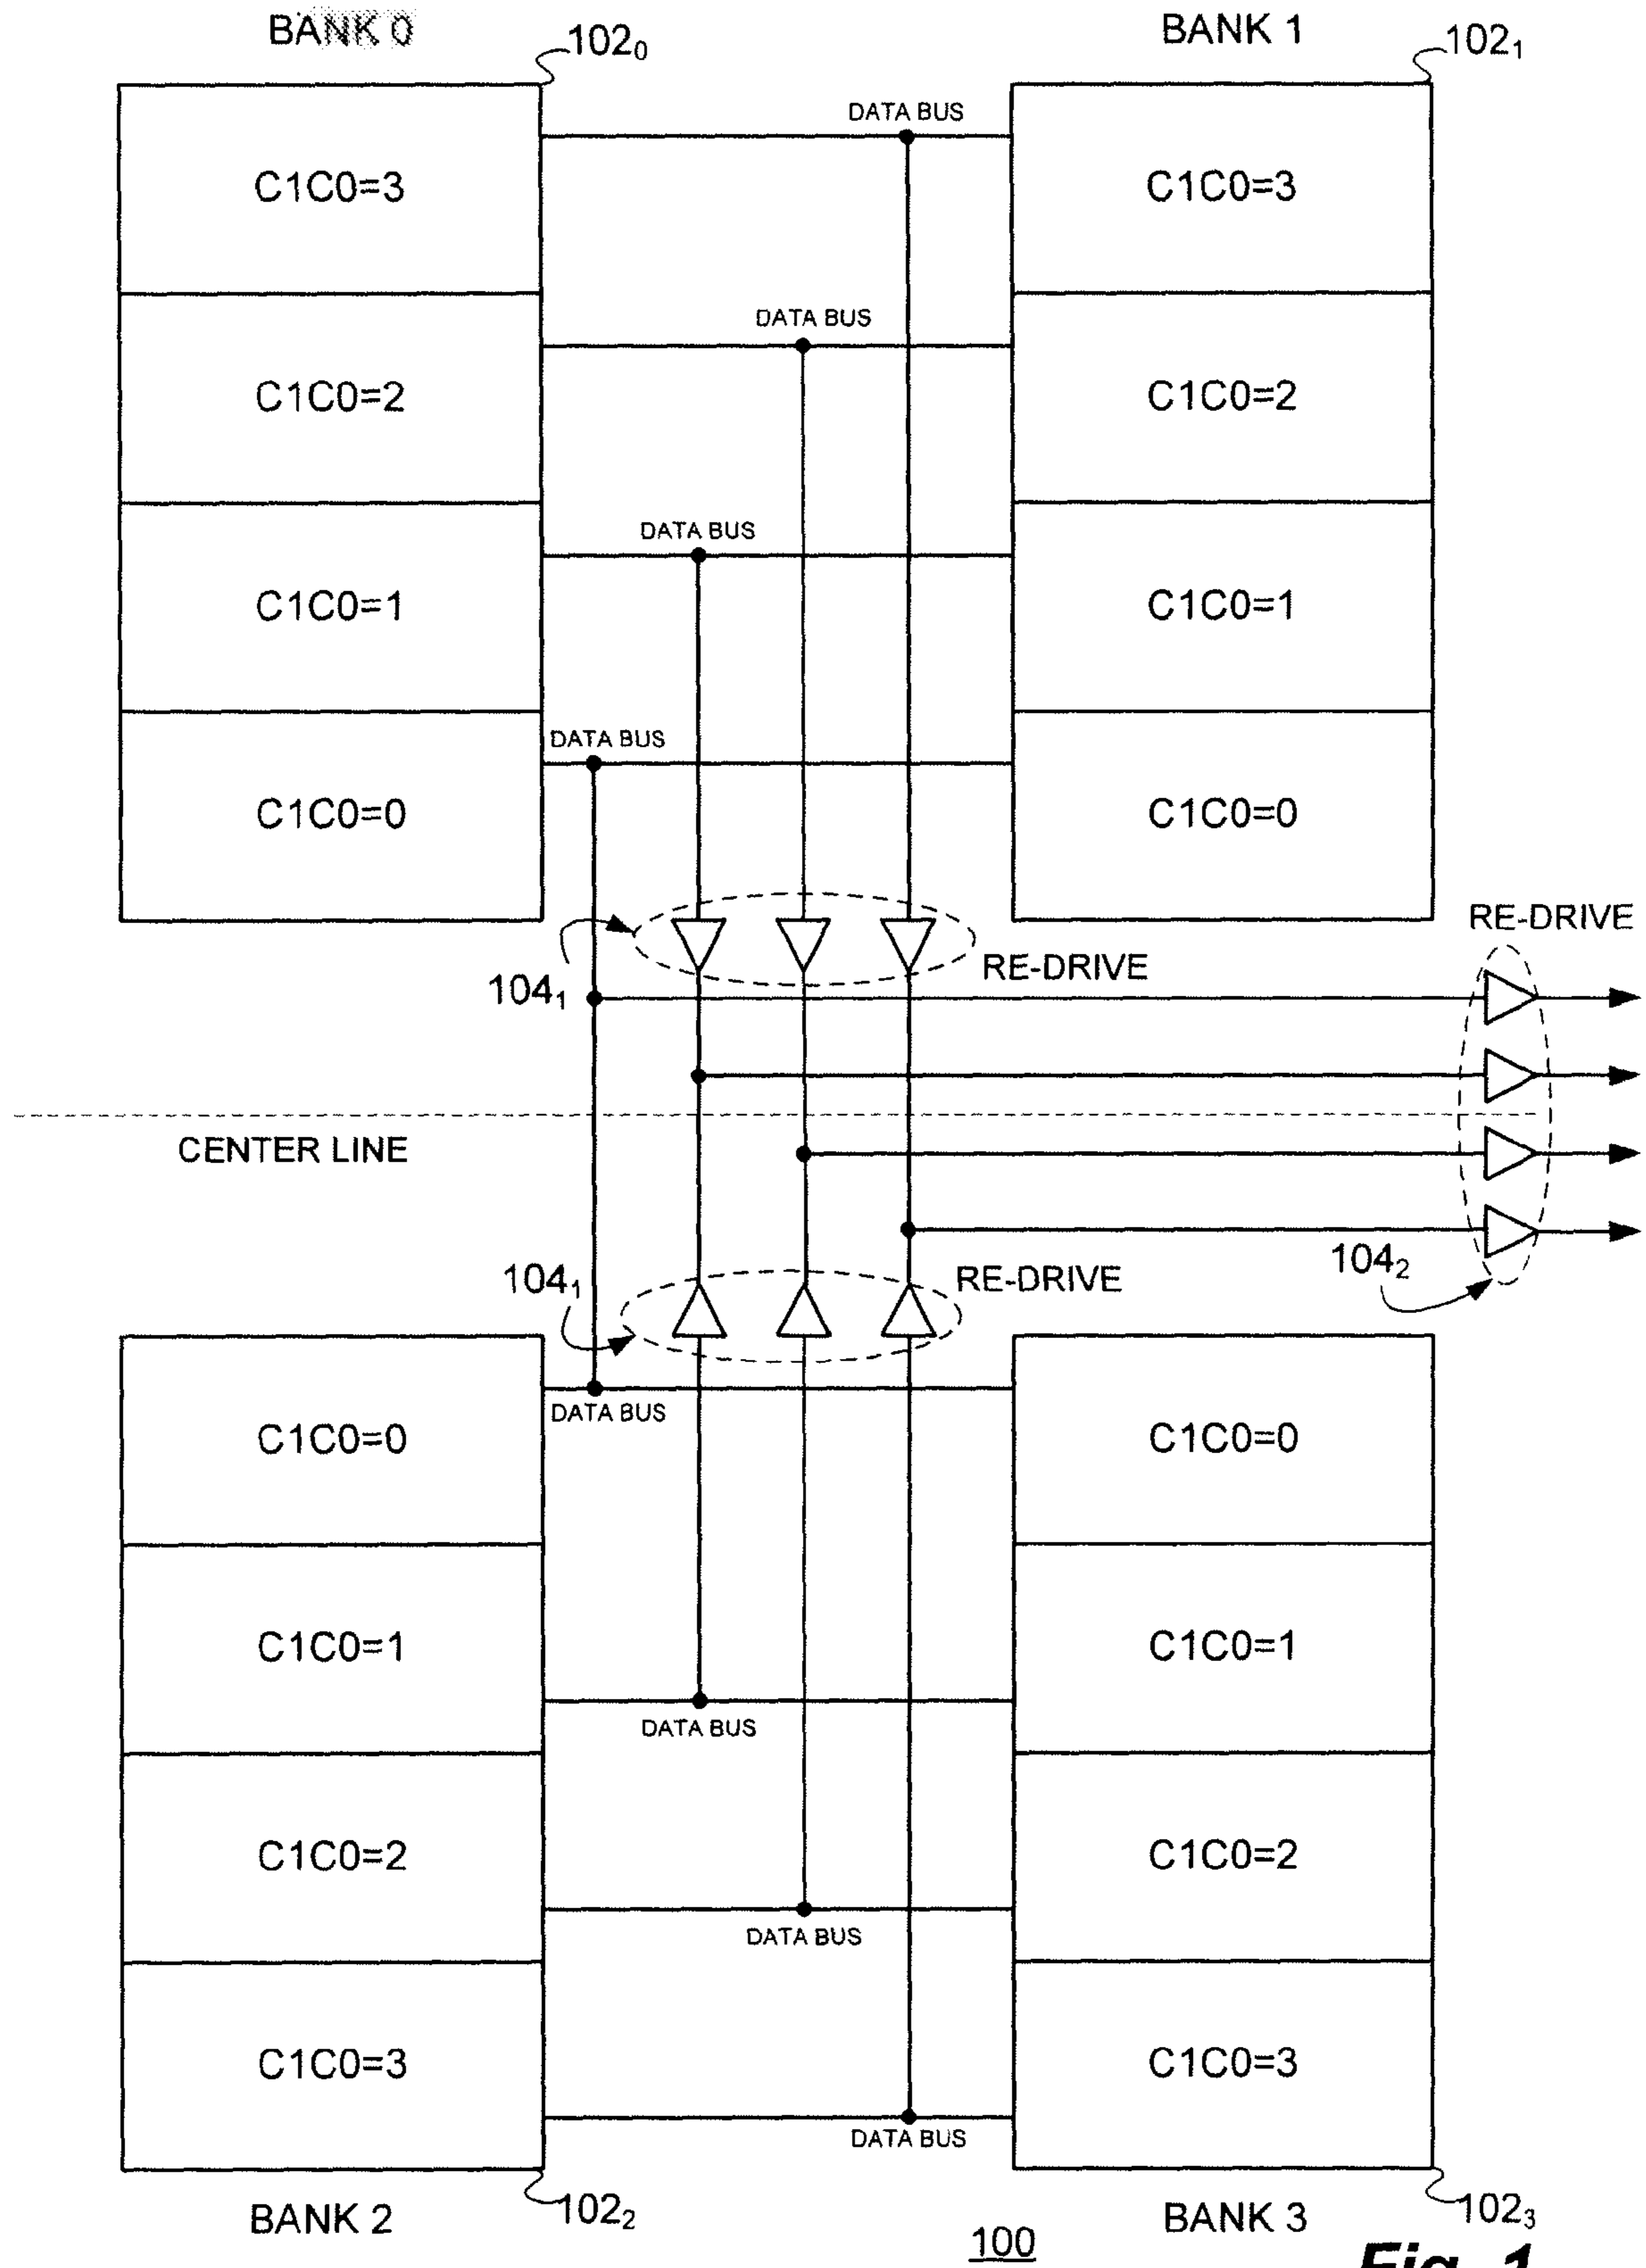 BANK 0
102₀
BANK 1
102₁
DATA BUS
C1C0=3
C1C0=3
DATA BUS
C1C0=2
C1C0=2
DATA BUS
C1C0=1
C1C0=1
DATA BUS
C1C0=0
C1C0=0
RE-DRIVE
104₁
RE-DRIVE
CENTER LINE
104₁
RE-DRIVE
104₂
DATA BUS
C1C0=0
C1C0=0
C1C0=1
C1C0=1
DATA BUS
C1C0=2
C1C0=2
DATA BUS
C1C0=3
C1C0=3
DATA BUS
BANK 2
102₂
BANK 3
102₃
100
Fig. 1